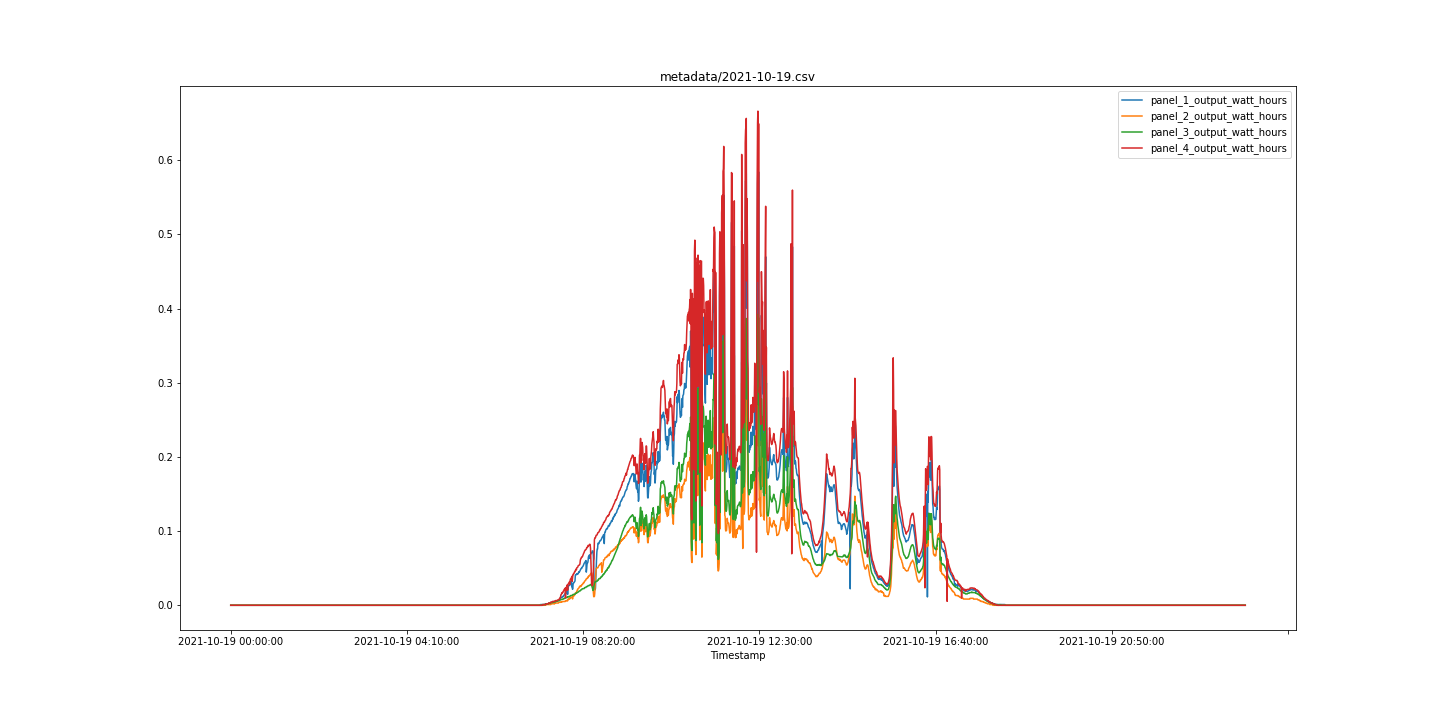 metadata/2021-10-19.csv
panel_1_output_watt_hours
panel_2_output_watt_hours
panel_3_output_watt_hours
panel_4_output_watt_hours
0.6
0.5
0.4
0.3
0.2
0.1
0.0
2021-10-19 00:00:00 2021-10-19 04:10:00 2021-10-19 08:20:00 2021-10-19 12:30:00 2021-10-19 16:40:00 2021-10-19 20:50:00
Timestamp